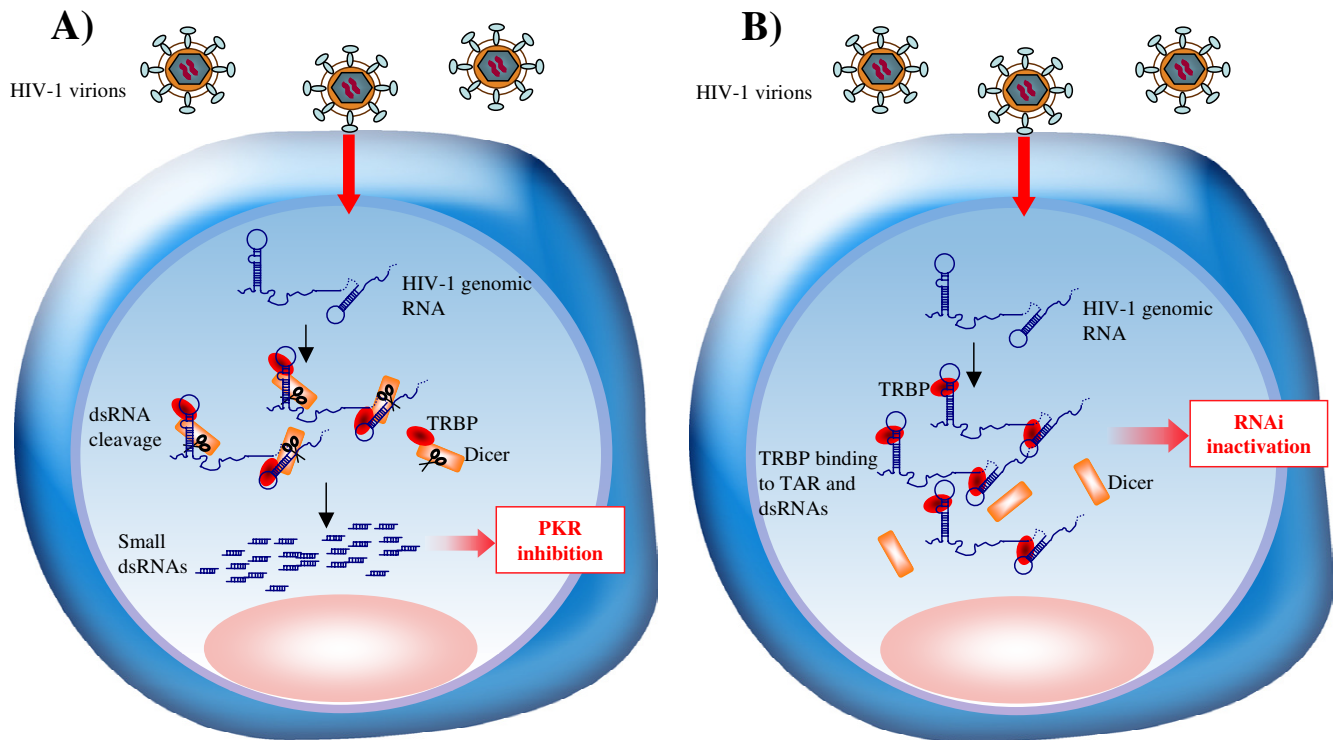 A)
HIV-1 virions
HIV-1 genomic
RNA
dsRNA
cleavage
TRBP
Dicer
Small
dsRNAs
PKR
inhibition
B)
HIV-1 virions
HIV-1 genomic
RNA
TRBP
RNAi
inactivation
TRBP binding
to TAR and
dsRNAs
Dicer